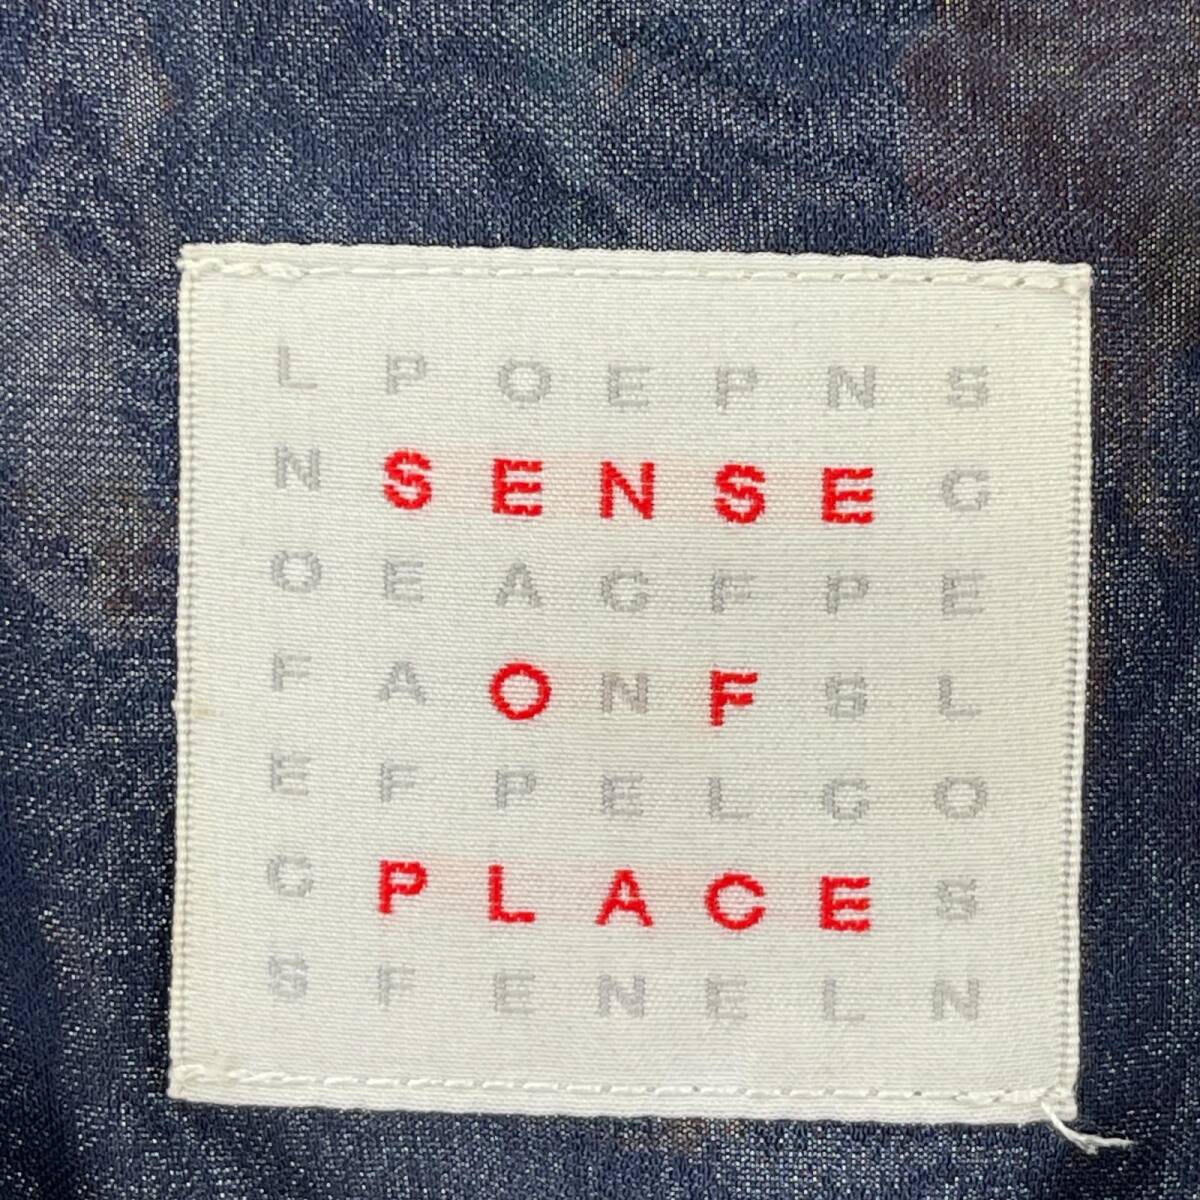 L P O E P N S
N S E N S E C
O E A C F P E
F A O N F S L
E F P E L C O
C P L A C E S
S F E N E L N